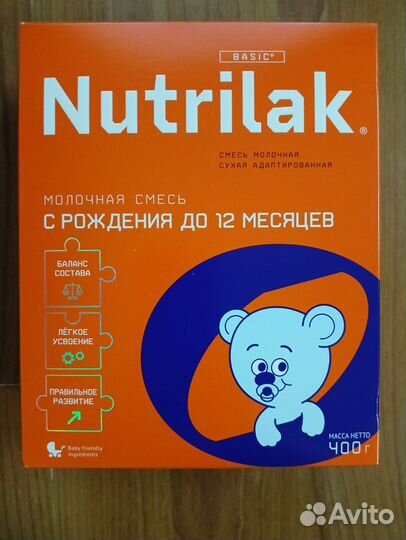 BASIC®
Nutrilak®
СМЕСЬ МОЛОЧНАЯ
СУХАЯ АДАПТИРОВАННАЯ
МОЛОЧНАЯ СМЕСЬ
С РОЖДЕНИЯ ДО 12 МЕСЯЦЕВ
БАЛАНС
СОСТАВА
ЛЁГКОЕ
УСВОЕНИЕ
ПРАВИЛЬНОЕ
РАЗВИТИЕ
Baby friendly
ingredients
МАССА НЕТТО
400 г
Avito